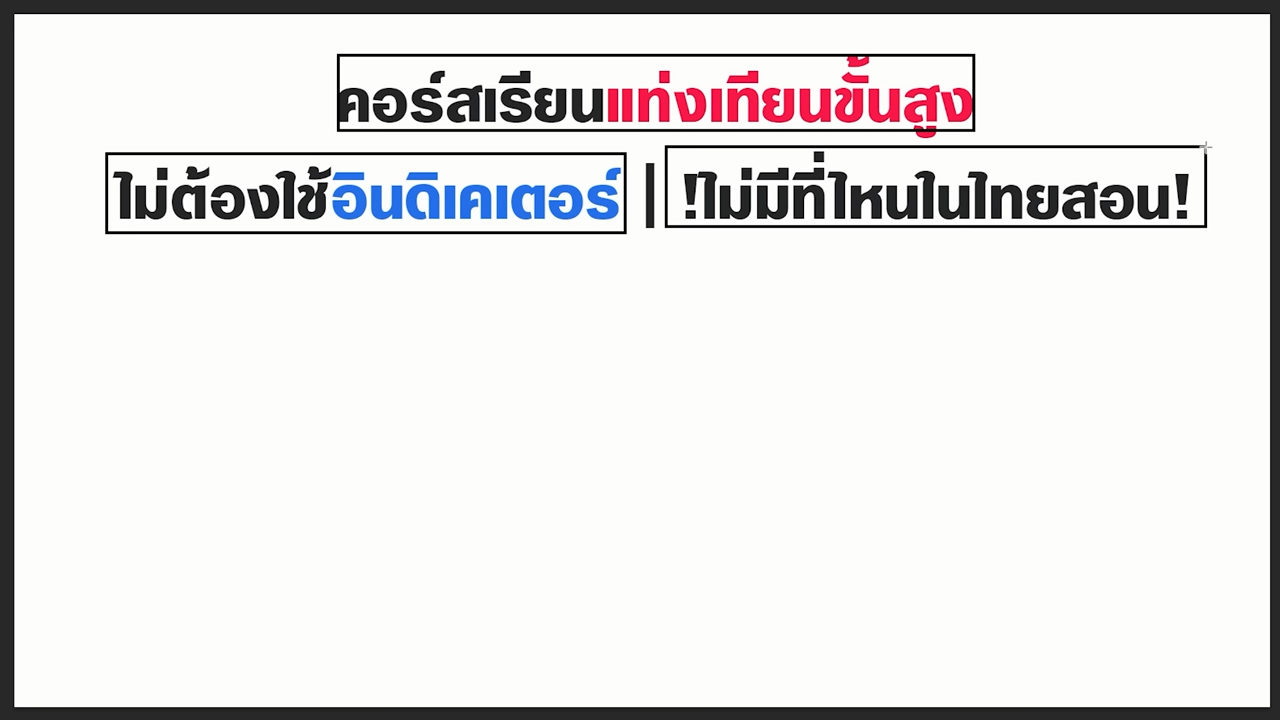 คอร์สเรียนแท่งเทียนขั้นสูง
ไม่ต้องใช้อินดิเคเตอร์ | !ไม่มีที่ไหนในไทยสอน!